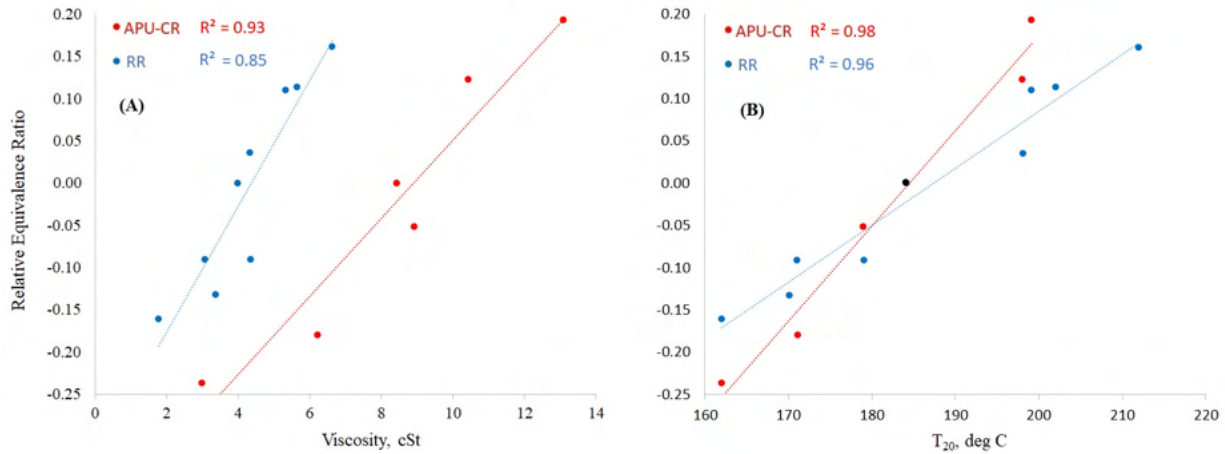 APU-CR R² = 0.93
RR R² = 0.85
(A)
Relative Equivalence Ratio
0.20
0.15
0.10
0.05
0.00
-0.05
-0.10
-0.15
-0.20
-0.25
0 2 4 6 8 10 12 14
Viscosity, cSt
APU-CR R² = 0.98
RR R² = 0.96
(B)
0.20
0.15
0.10
0.05
0.00
-0.05
-0.10
-0.15
-0.20
-0.25
160 170 180 190 200 210 220
T₂₀, deg C